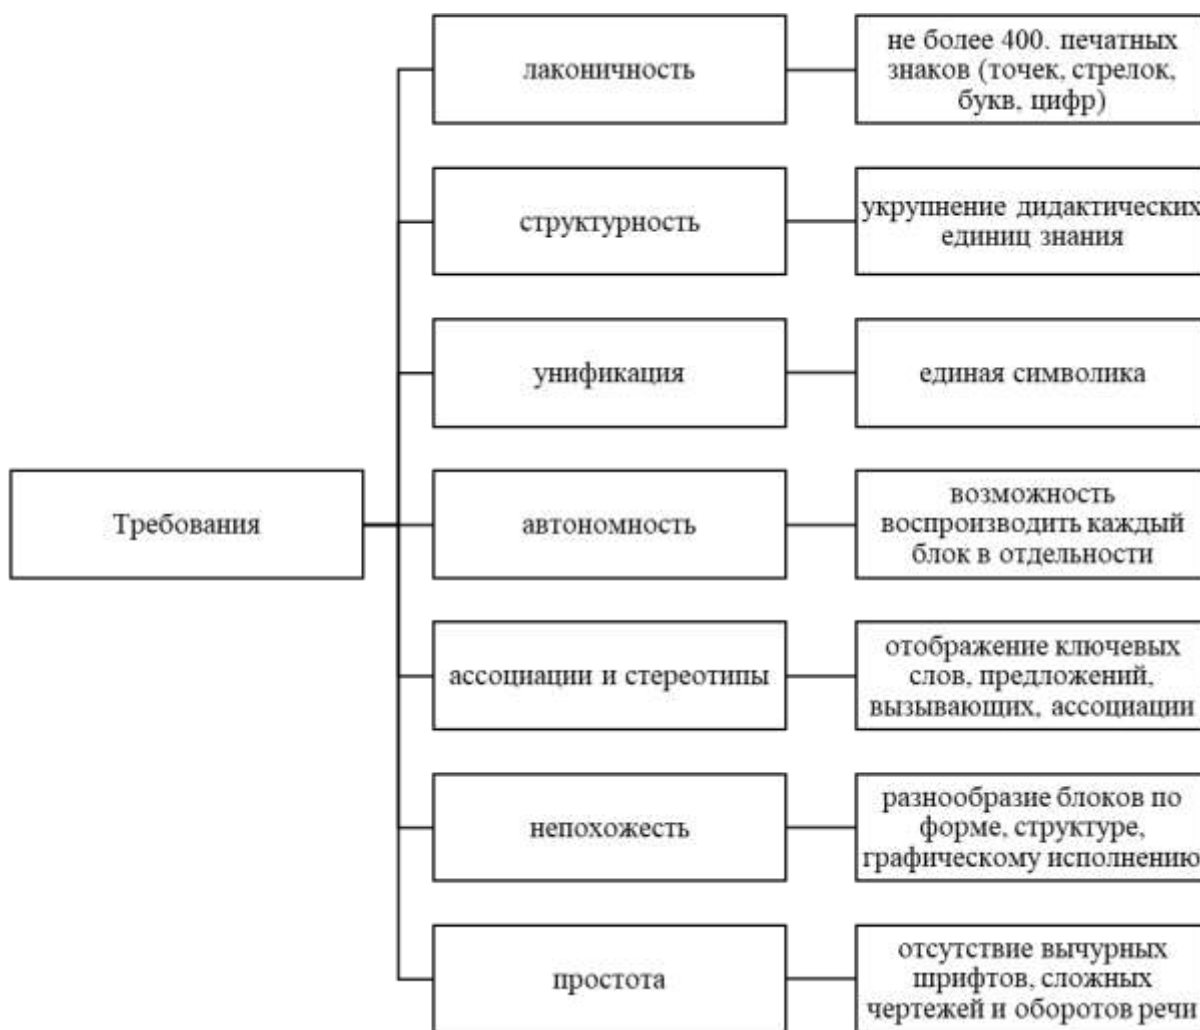 лаконичность
не более 400. печатных
знаков (точек, стрелок,
букв, цифр)
структурность
укрупнение дидактических
единиц знания
унификация
единая символика
Требования
автономность
возможность
воспроизводить каждый
блок в отдельности
ассоциации и стереотипы
отображение ключевых
слов, предложений,
вызывающих, ассоциации
непохожесть
разнообразие блоков по
форме, структуре,
графическому исполнению
простота
отсутствие вычурных
шрифтов, сложных
чертежей и оборотов речи